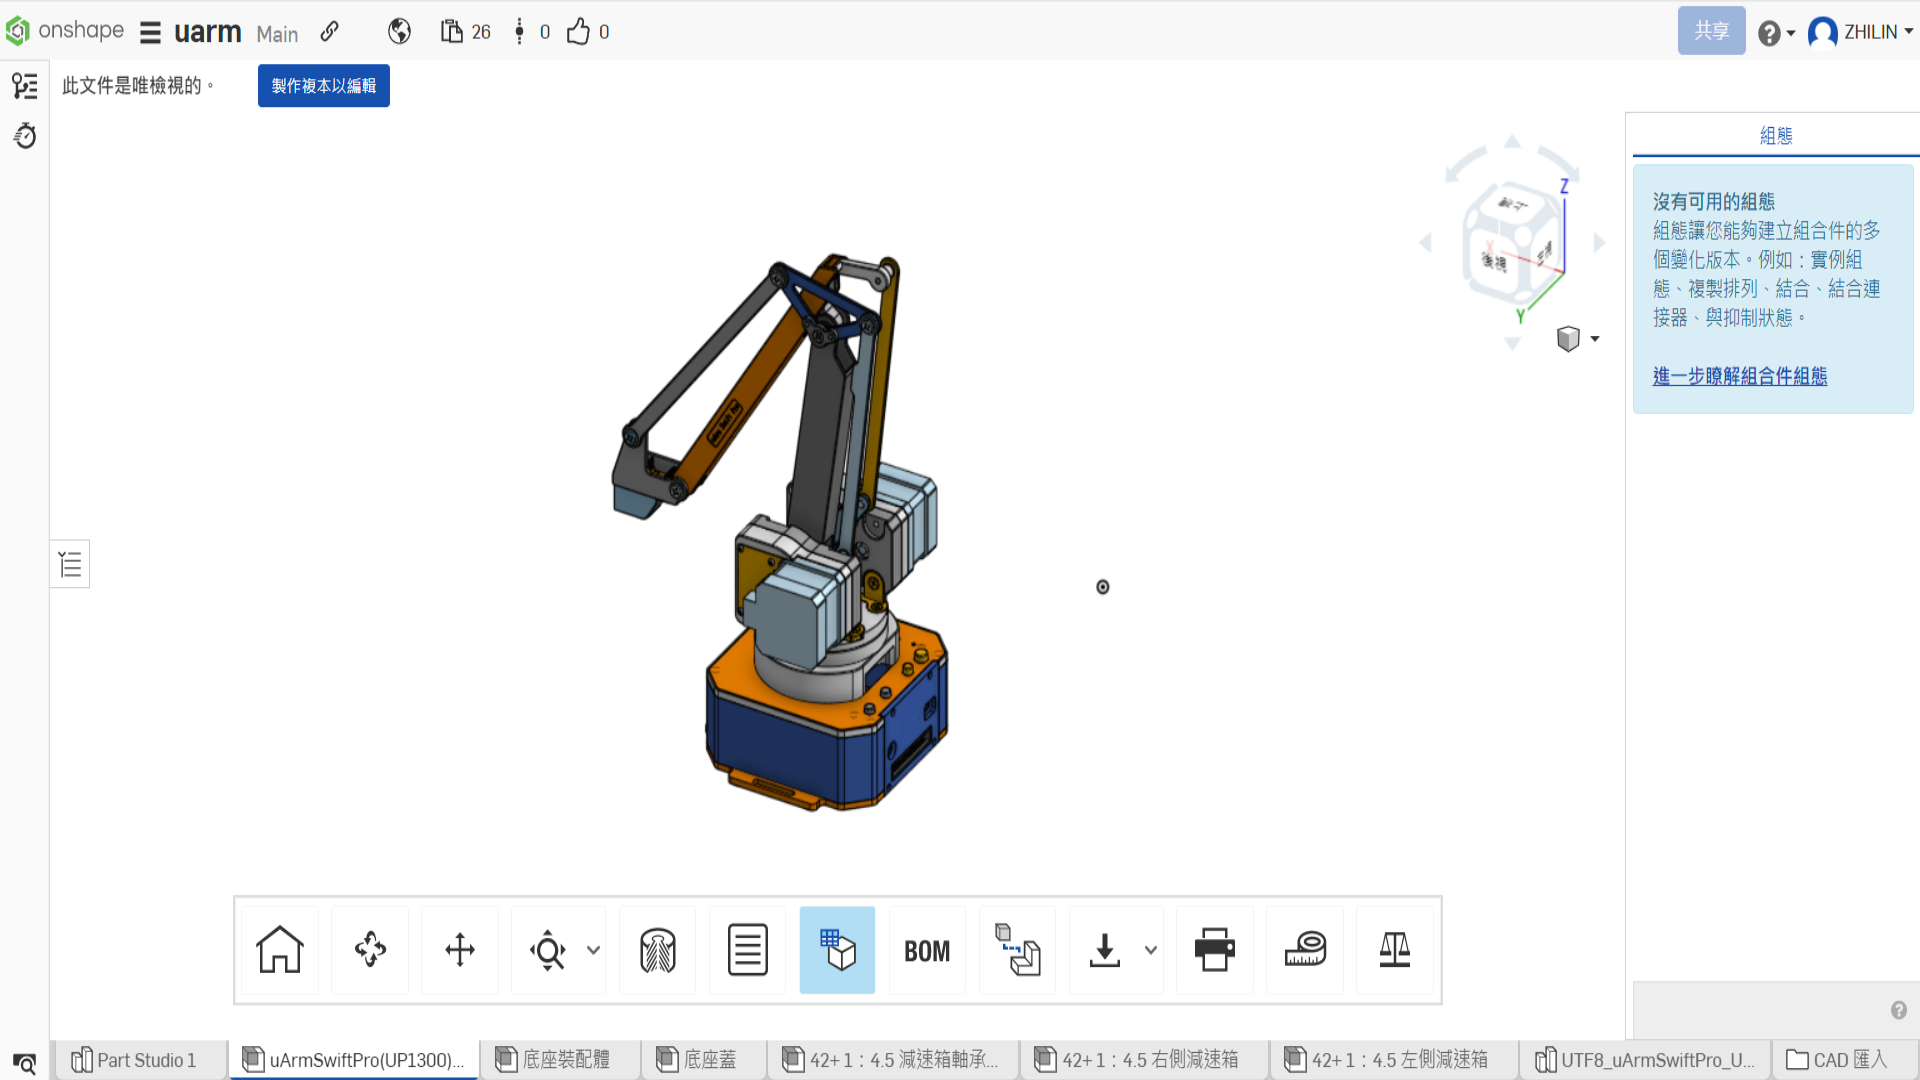 onshape
uarm Main
26
0
0
共享
ZHILIN
此文件是唯檢視的。
製作複本以編輯
組態
沒有可用的組態
組態讓您能夠建立組合件的多
個變化版本。例如：實例組
態、複製排列、結合、結合連
接器、與抑制狀態。
進一步瞭解組合件組態
Z
X
後視
Y
BOM
Part Studio 1
uArmSwiftPro(UP1300)...
底座裝配體
底座蓋
42+ 1：4.5 減速箱軸承...
42+ 1：4.5 右側減速箱
42+ 1：4.5 左側減速箱
UTF8_uArmSwiftPro_U...
CAD 匯入